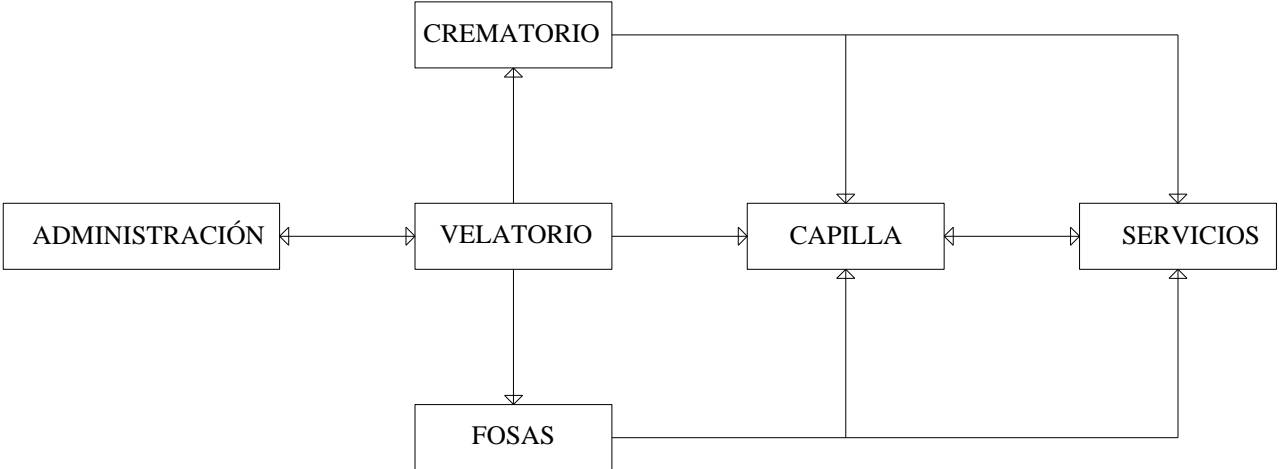 CREMATORIO
ADMINISTRACIÓN
VELATORIO
CAPILLA
SERVICIOS
FOSAS